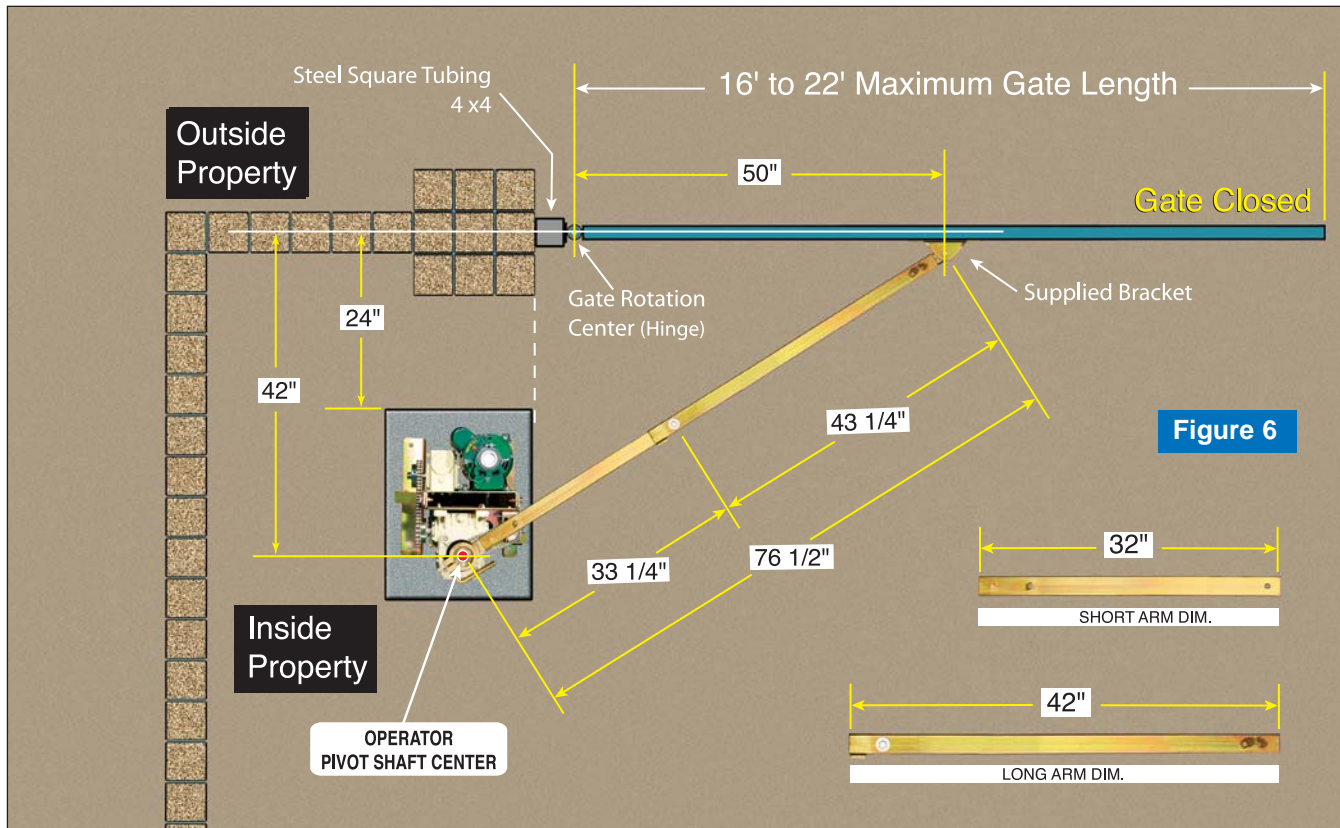 Steel Square Tubing
4 x4
16' to 22' Maximum Gate Length
Outside
Property
50"
Gate Closed
Gate Rotation
Center (Hinge)
Supplied Bracket
24"
42"
43 1/4"
Figure 6
33 1/4"
76 1/2"
32"
SHORT ARM DIM.
Inside
Property
42"
LONG ARM DIM.
OPERATOR
PIVOT SHAFT CENTER